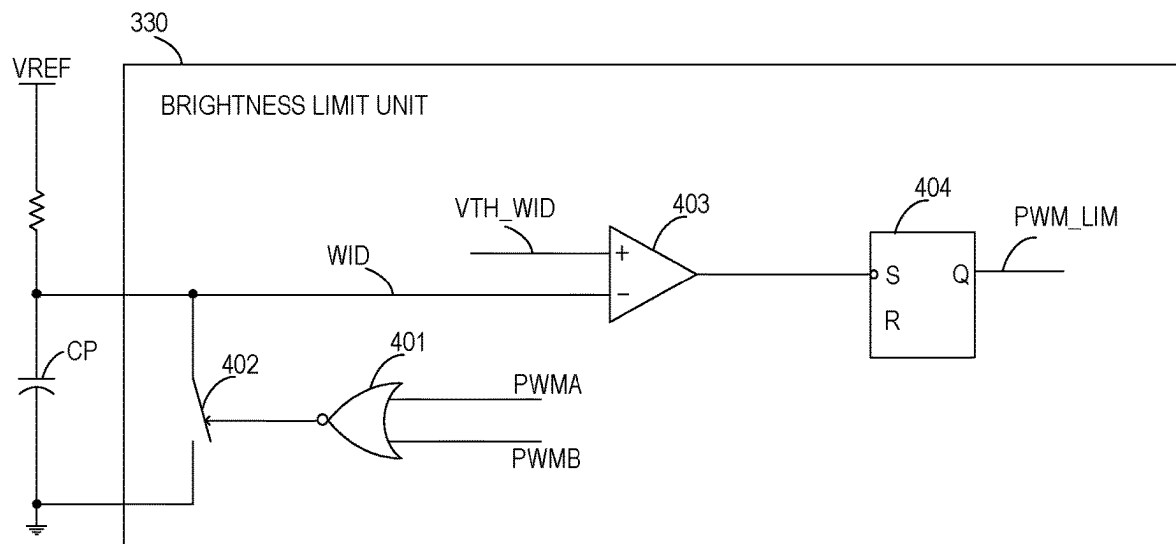 330
VREF
BRIGHTNESS LIMIT UNIT
VTH_WID
403
404
PWM_LIM
WID
+
−
S
Q
R
CP
402
401
PWMA
PWMB